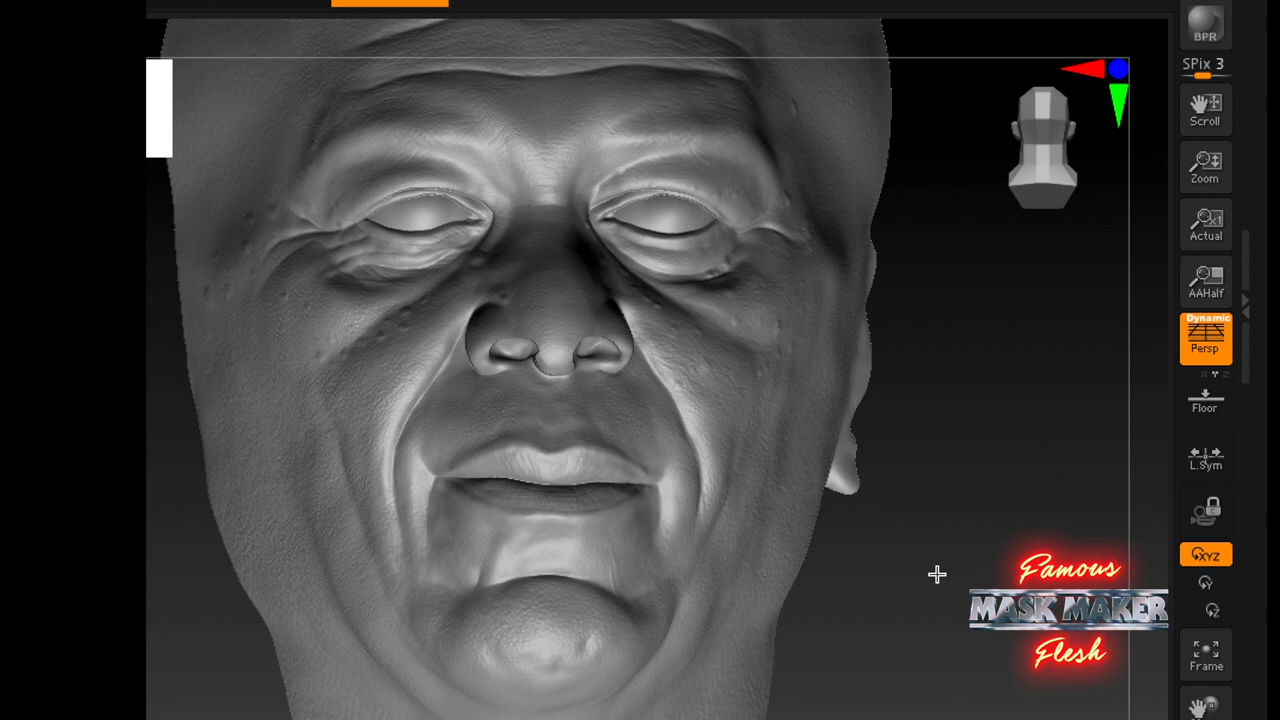 BPR
SPix 3
Scroll
Zoom
Actual
AAHalf
Dynamic
Persp
Floor
L.Sym
XYZ
Y
Z
Frame
Famous
MASK MAKER
Flesh